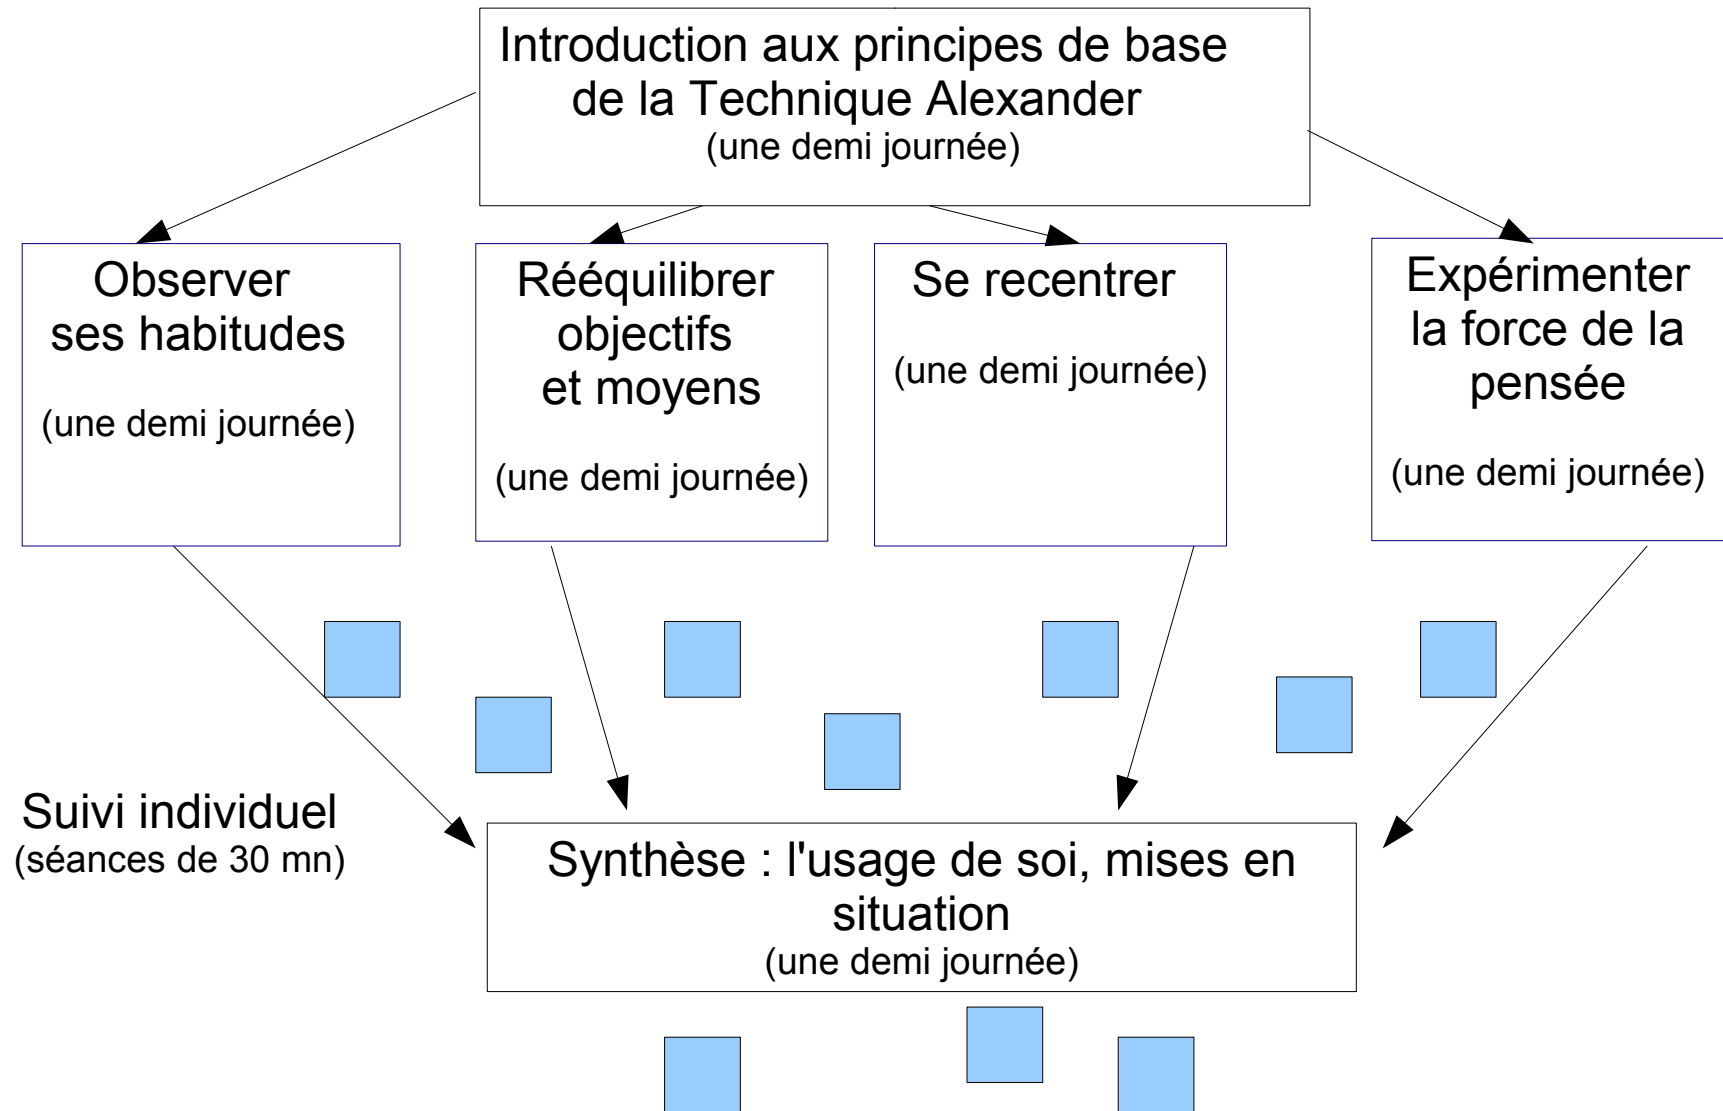 Introduction aux principes de base
de la Technique Alexander
(une demi journée)
Observer
ses habitudes
(une demi journée)
Rééquilibrer
objectifs
et moyens
(une demi journée)
Se recentrer
(une demi journée)
Expérimenter
la force de la
pensée
(une demi journée)
Suivi individuel
(séances de 30 mn)
Synthèse : l'usage de soi, mises en
situation
(une demi journée)